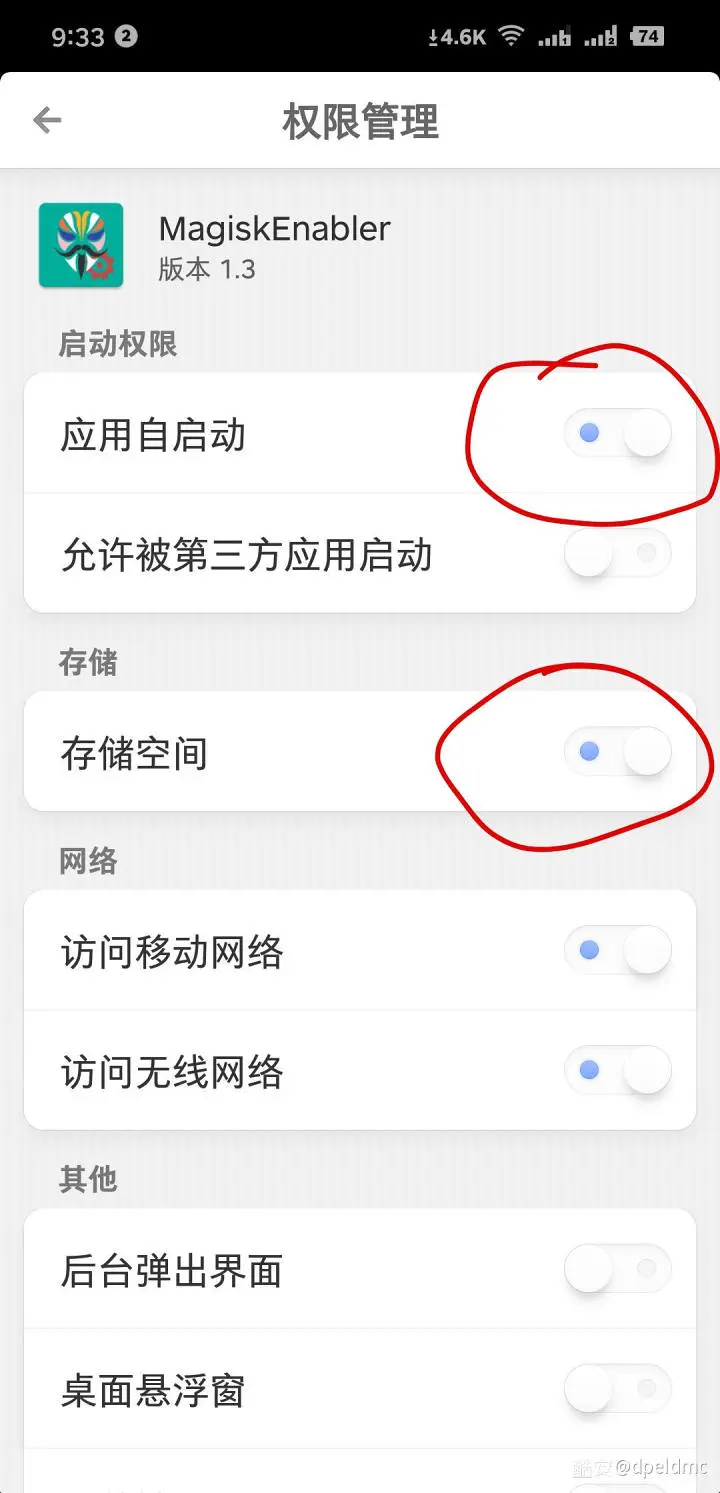 9:33 2 4.6K 1 2 74
权限管理
MagiskEnabler
版本 1.3
启动权限
应用自启动
允许被第三方应用启动
存储
存储空间
网络
访问移动网络
访问无线网络
其他
后台弹出界面
桌面悬浮窗
酷安 @dpeldmc